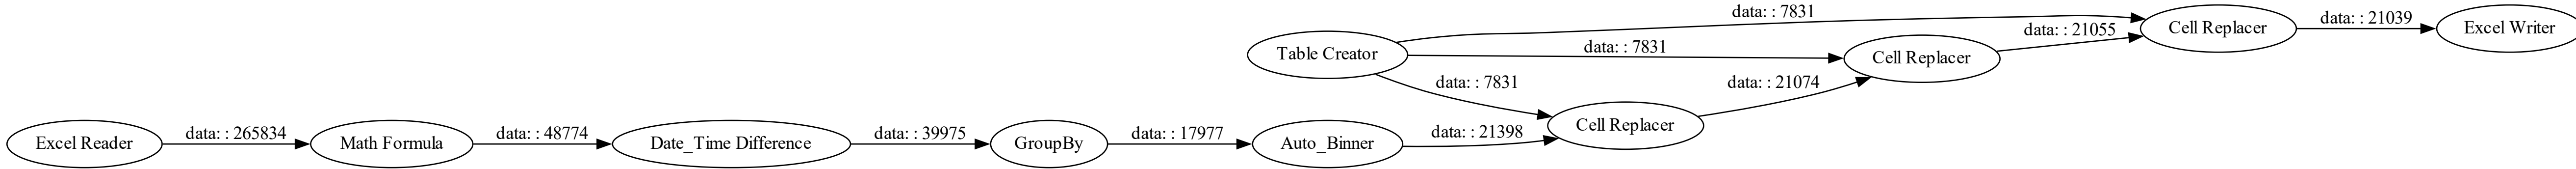 data: : 7831
Cell Replacer
data: : 21039
Excel Writer
Table Creator
data: : 7831
Cell Replacer
data: : 21055
data: : 7831
data: : 21074
Cell Replacer
Excel Reader
data: : 265834
Math Formula
data: : 48774
Date_Time Difference
data: : 39975
GroupBy
data: : 17977
Auto_Binner
data: : 21398